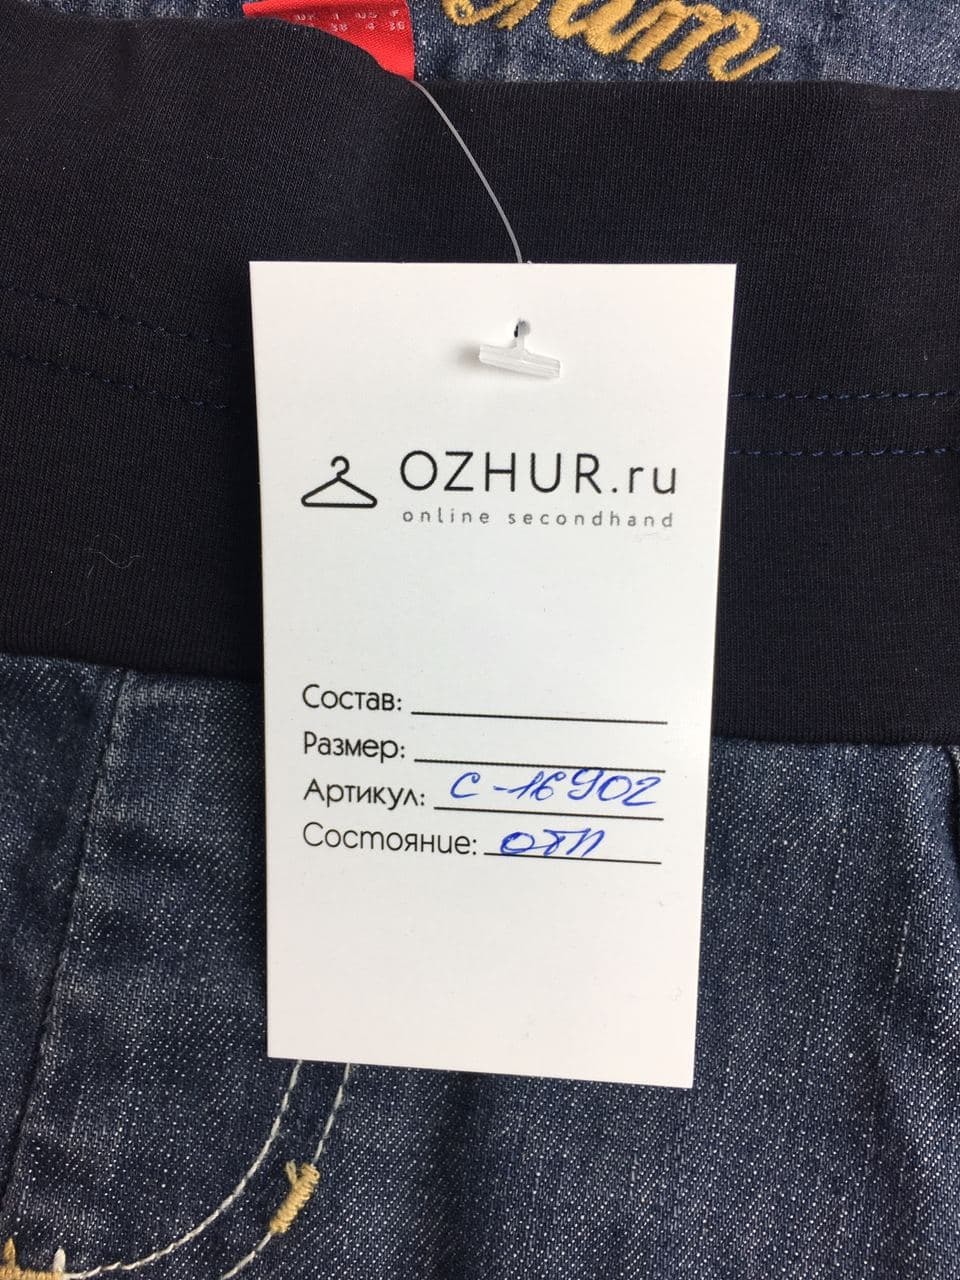 OZHUR.ru
online secondhand
Состав:
Размер:
Артикул: С-16902
Состояние: отл